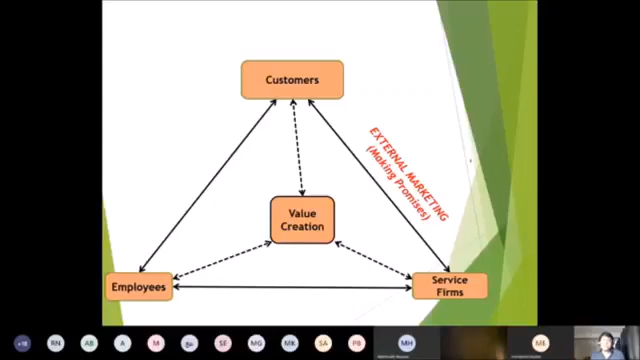 Customers
EXTERNAL MARKETING
(Making Promises)
Value
Creation
Employees
Service
Firms
+18
RN
AB
A
M
SE
MG
MK
SA
PB
MH
ME